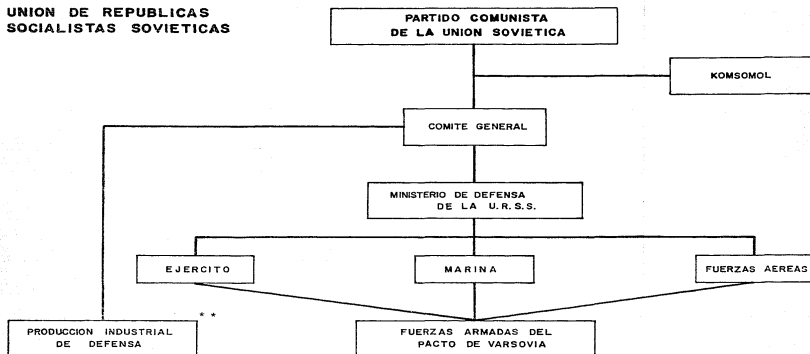 UNION DE REPUBLICAS
SOCIALISTAS SOVIETICAS
PARTIDO COMUNISTA
DE LA UNION SOVIETICA
KOMSOMOL
COMITE GENERAL
MINISTERIO DE DEFENSA
DE LA U.R.S.S.
EJERCITO
MARINA
FUERZAS AEREAS
PRODUCCION INDUSTRIAL
DE DEFENSA
* *
FUERZAS ARMADAS DEL
PACTO DE VARSOVIA